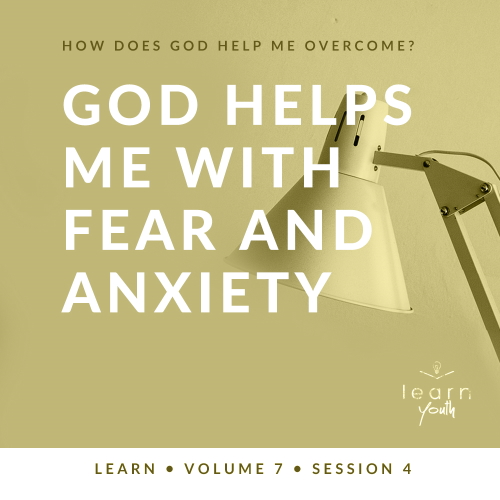 HOW DOES GOD HELP ME OVERCOME?
GOD HELPS
ME WITH
FEAR AND
ANXIETY
learn
youth
LEARN • VOLUME 7 • SESSION 4